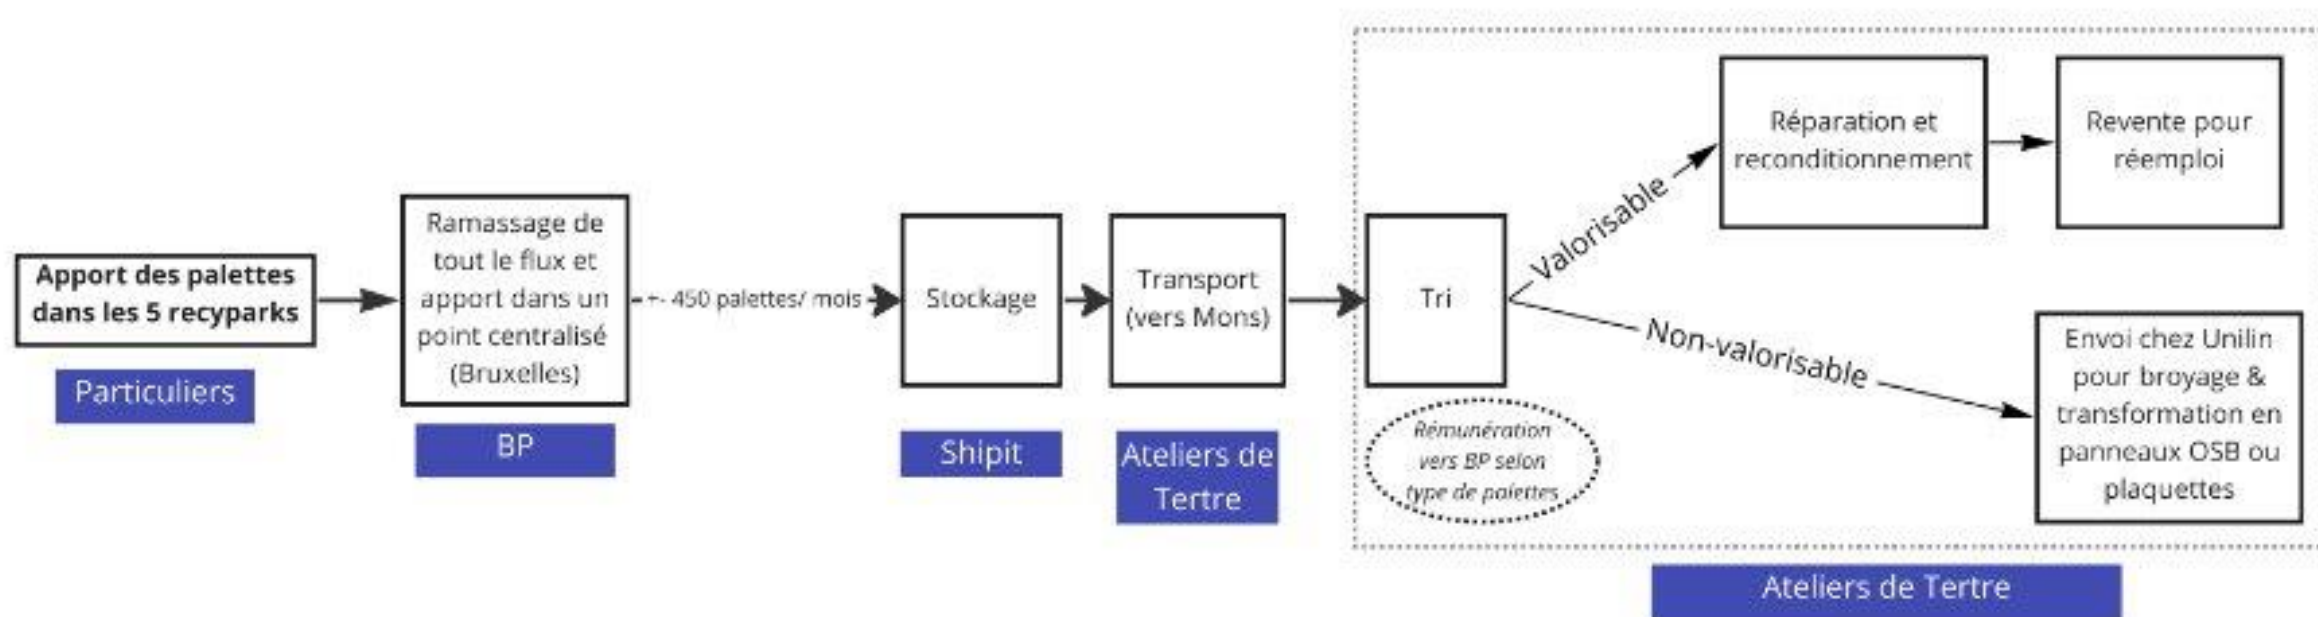 Apport des palettes
dans les 5 recyparks
Particuliers
Ramassage de
tout le flux et
apport dans un
point centralisé
(Bruxelles)
BP
+- 450 palettes/ mois
Stockage
Shipit
Transport
(vers Mons)
Ateliers de
Tertre
Tri
Rémunération
vers BP selon
type de palettes
Valorisable
Réparation et
reconditionnement
Revente pour
réemploi
Non-valorisable
Envoi chez Unilin
pour broyage &
transformation en
panneaux OSB ou
plaquettes
Ateliers de Tertre